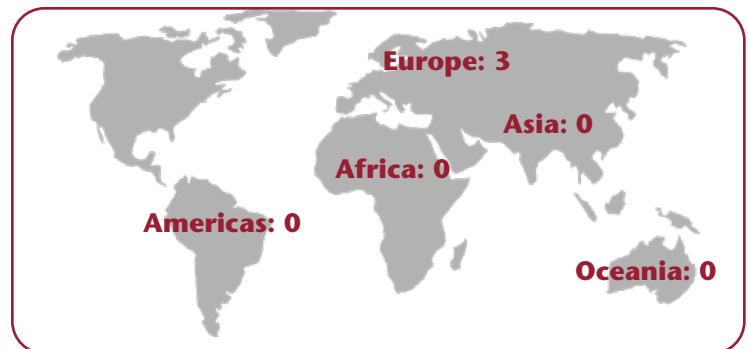 Europe: 3
Asia: 0
Africa: 0
Americas: 0
Oceania: 0